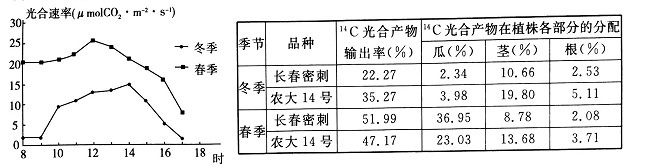 光合速率(μmolCO₂·m⁻²·s⁻¹)
30
25
20
15
10
5
0
8 10 12 14 16 18
时
冬季
春季
季节 品种 ¹⁴C光合产物输出率(%) ¹⁴C光合产物在植株各部分的分配
瓜(%) 茎(%) 根(%)
冬季 长春密刺 22.27 2.34 10.66 2.53
农大14号 35.27 3.98 19.80 5.11
春季 长春密刺 51.99 36.95 8.78 2.08
农大14号 47.17 23.03 13.68 3.71